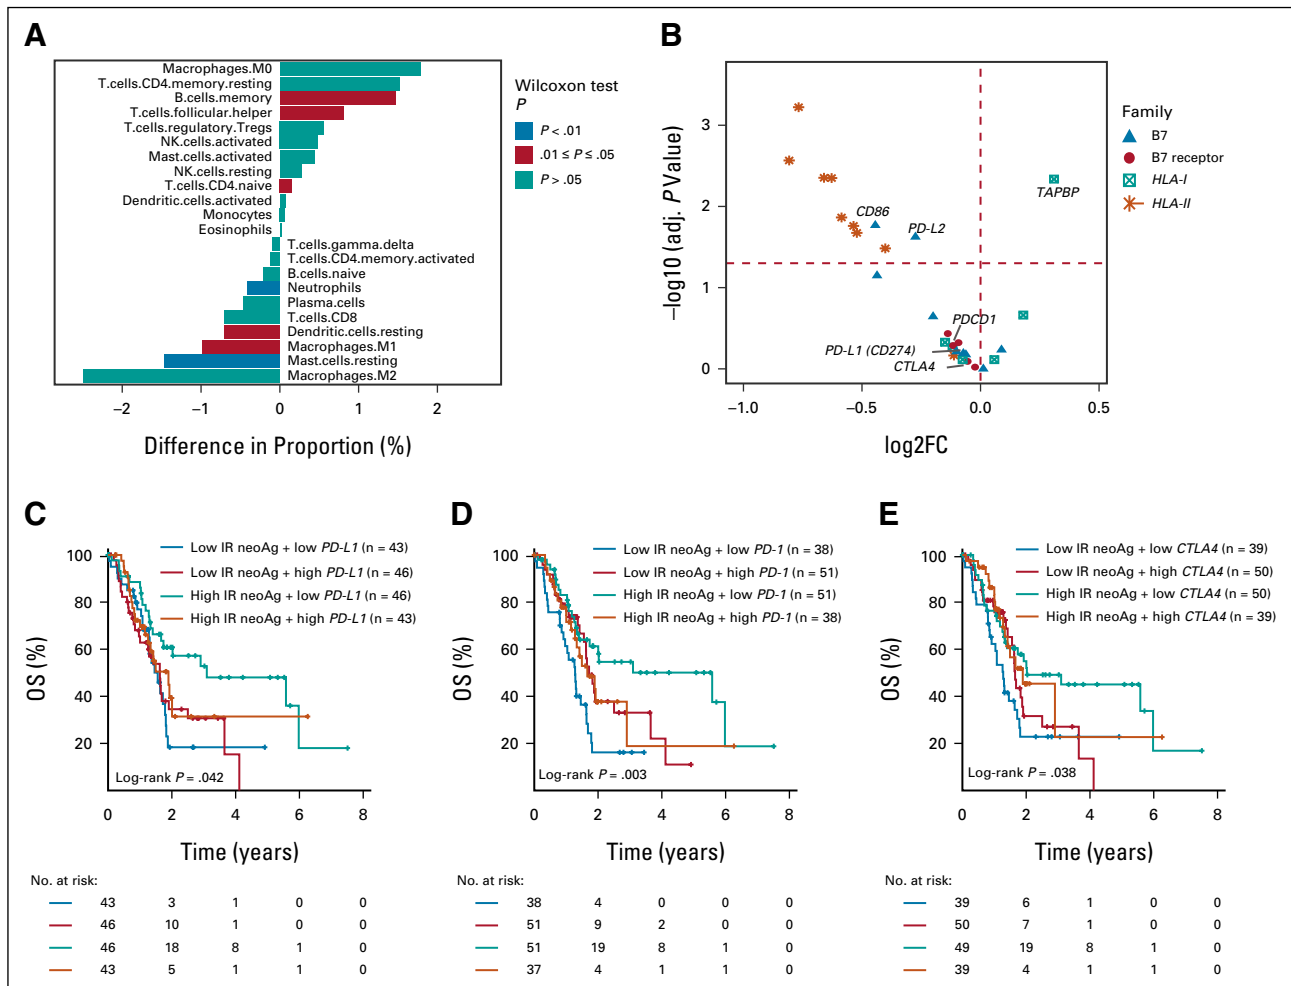 A
Macrophages.M0
T.cells.CD4.memory.resting
B.cells.memory
T.cells.follicular.helper
T.cells.regulatory.Tregs
NK.cells.activated
Mast.cells.activated
NK.cells.resting
T.cells.CD4.naive
Dendritic.cells.activated
Monocytes
Eosinophils
T.cells.gamma.delta
T.cells.CD4.memory.activated
B.cells.naive
Neutrophils
Plasma.cells
T.cells.CD8
Dendritic.cells.resting
Macrophages.M1
Mast.cells.resting
Macrophages.M2
−2 −1 0 1 2
Difference in Proportion (%)
Wilcoxon test
P
P < .01
.01 ≤ P ≤ .05
P > .05
B
−log10 (adj. P Value)
3
2
1
0
CD86
PD-L2
TAPBP
PDCD1
PD-L1 (CD274)
CTLA4
−1.0 −0.5 0.0 0.5
log2FC
Family
B7
B7 receptor
HLA-I
HLA-II
C
OS (%)
100
80
60
40
20
Low IR neoAg + low PD-L1 (n = 43)
Low IR neoAg + high PD-L1 (n = 46)
High IR neoAg + low PD-L1 (n = 46)
High IR neoAg + high PD-L1 (n = 43)
Log-rank P = .042
0 2 4 6 8
Time (years)
No. at risk:
43 3 1 0 0
46 10 1 0 0
46 18 8 1 0
43 5 1 1 0
D
OS (%)
100
80
60
40
20
Low IR neoAg + low PD-1 (n = 38)
Low IR neoAg + high PD-1 (n = 51)
High IR neoAg + low PD-1 (n = 51)
High IR neoAg + high PD-1 (n = 38)
Log-rank P = .003
0 2 4 6 8
Time (years)
No. at risk:
38 4 0 0 0
51 9 2 0 0
51 19 8 1 0
37 4 1 1 0
E
OS (%)
100
80
60
40
20
Low IR neoAg + low CTLA4 (n = 39)
Low IR neoAg + high CTLA4 (n = 50)
High IR neoAg + low CTLA4 (n = 50)
High IR neoAg + high CTLA4 (n = 39)
Log-rank P = .038
0 2 4 6 8
Time (years)
No. at risk:
39 6 1 0 0
50 7 1 0 0
49 19 8 1 0
39 4 1 1 0